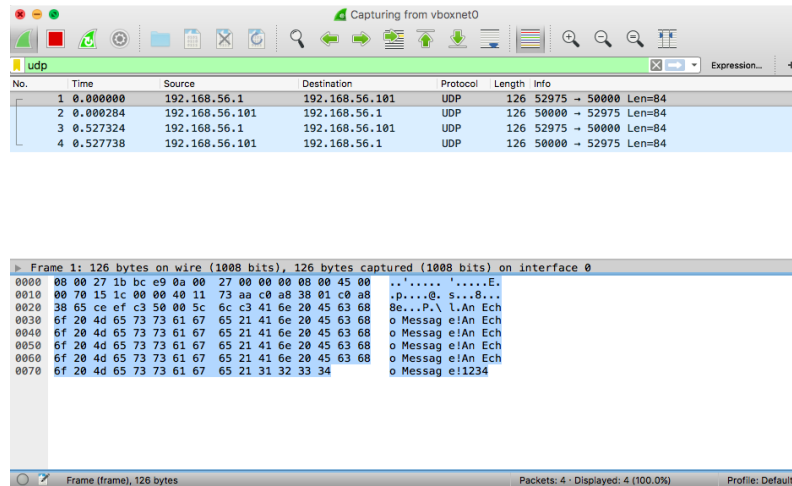 Capturing from vboxnet0
udp Expression... +
No. Time Source Destination Protocol Length Info
1 0.000000 192.168.56.1 192.168.56.101 UDP 126 52975 → 50000 Len=84
2 0.000284 192.168.56.101 192.168.56.1 UDP 126 50000 → 52975 Len=84
3 0.527324 192.168.56.1 192.168.56.101 UDP 126 52975 → 50000 Len=84
4 0.527738 192.168.56.101 192.168.56.1 UDP 126 50000 → 52975 Len=84
Frame 1: 126 bytes on wire (1008 bits), 126 bytes captured (1008 bits) on interface 0
0000 08 00 27 1b bc e9 0a 00 27 00 00 00 08 00 45 00 ..'..... '.....E.
0010 00 70 15 1c 00 00 40 11 73 aa c0 a8 38 01 c0 a8 .p....@. s...8...
0020 38 65 ce ef c3 50 00 5c 6c c3 41 6e 20 45 63 68 8e...P.\ l.An Ech
0030 6f 20 4d 65 73 73 61 67 65 21 41 6e 20 45 63 68 o Messag e!An Ech
0040 6f 20 4d 65 73 73 61 67 65 21 41 6e 20 45 63 68 o Messag e!An Ech
0050 6f 20 4d 65 73 73 61 67 65 21 41 6e 20 45 63 68 o Messag e!An Ech
0060 6f 20 4d 65 73 73 61 67 65 21 41 6e 20 45 63 68 o Messag e!An Ech
0070 6f 20 4d 65 73 73 61 67 65 21 31 32 33 34 o Messag e!1234
Frame (frame), 126 bytes Packets: 4 · Displayed: 4 (100.0%) Profile: Default